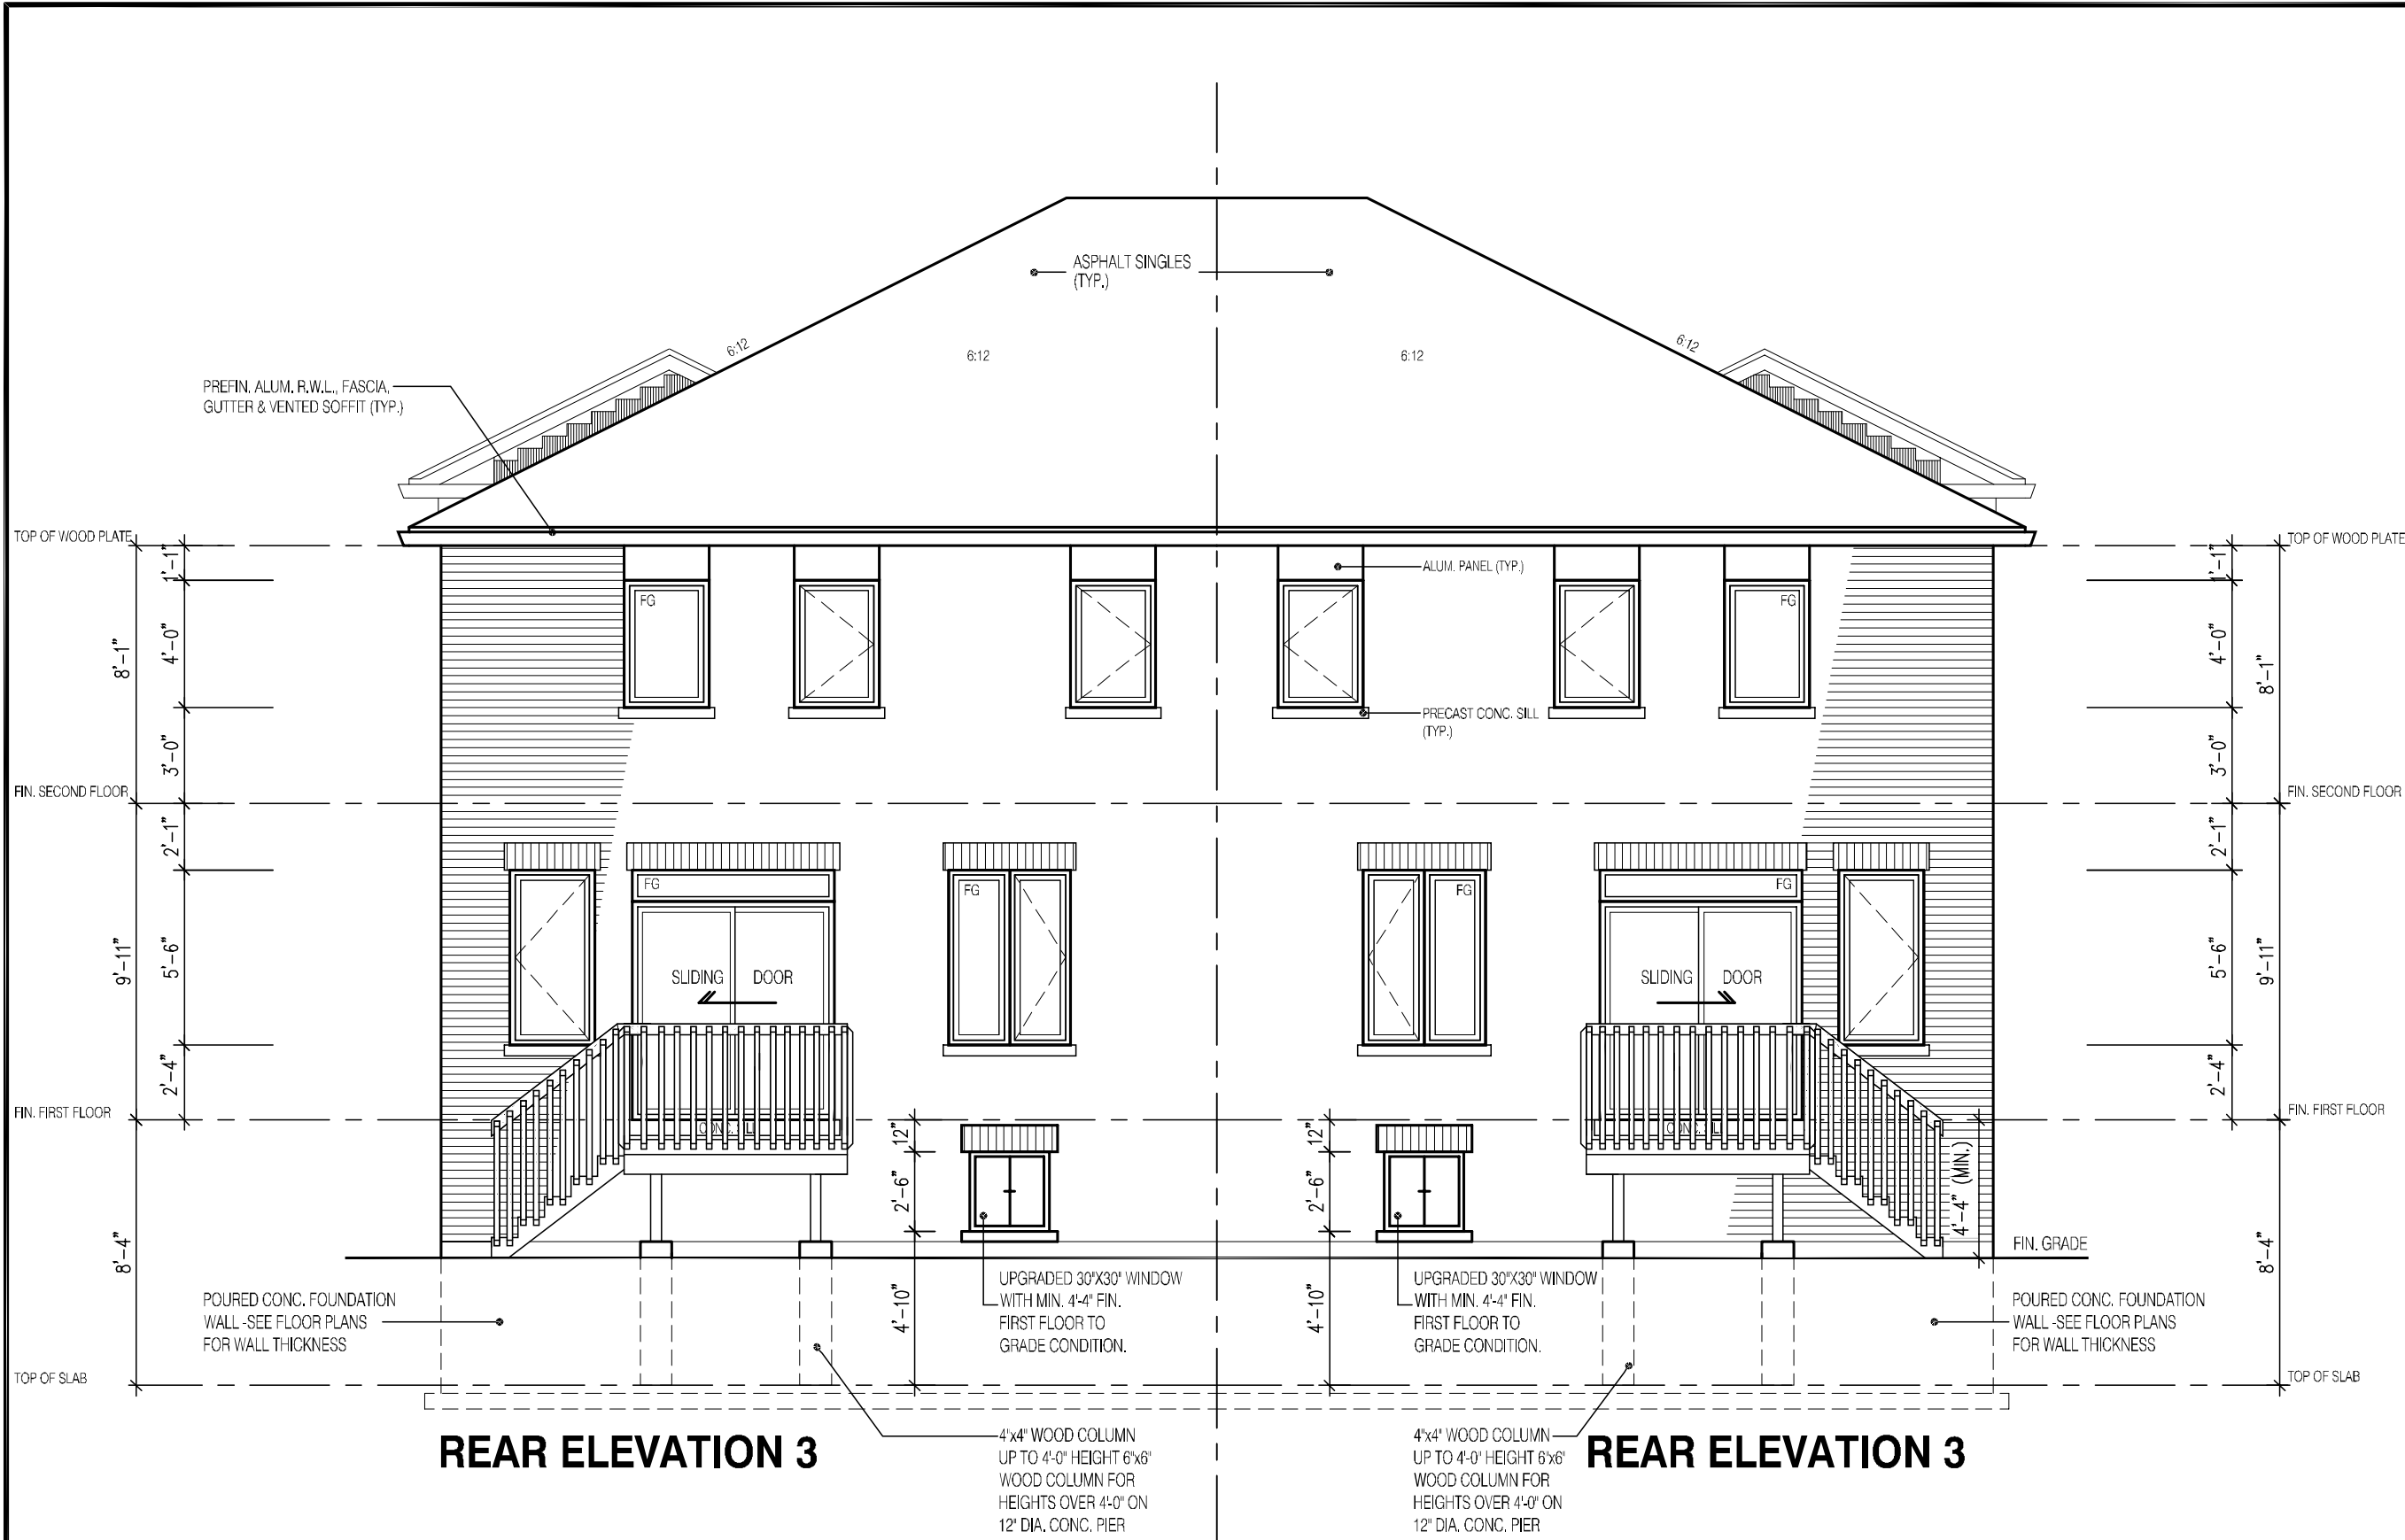 ASPHALT SINGLES
(TYP.)
6:12
6:12
6:12
6:12
PREFIN. ALUM. R.W.L., FASCIA,
GUTTER & VENTED SOFFIT (TYP.)
TOP OF WOOD PLATE
TOP OF WOOD PLATE
1'-1"
1'-1"
ALUM. PANEL (TYP.)
FG
FG
4'-0"
4'-0"
8'-1"
8'-1"
PRECAST CONC. SILL
(TYP.)
3'-0"
3'-0"
FIN. SECOND FLOOR
FIN. SECOND FLOOR
2'-1"
2'-1"
FG
FG
FG
FG
9'-11"
5'-6"
5'-6"
9'-11"
SLIDING DOOR
SLIDING DOOR
2'-4"
2'-4"
FIN. FIRST FLOOR
FIN. FIRST FLOOR
CONC. SILL
CONC. SILL
12"
12"
2'-6"
2'-6"
4'-4" (MIN.)
FIN. GRADE
8'-4"
8'-4"
4'-10"
4'-10"
UPGRADED 30"X30" WINDOW
WITH MIN. 4'-4" FIN.
FIRST FLOOR TO
GRADE CONDITION.
UPGRADED 30"X30" WINDOW
WITH MIN. 4'-4" FIN.
FIRST FLOOR TO
GRADE CONDITION.
POURED CONC. FOUNDATION
WALL -SEE FLOOR PLANS
FOR WALL THICKNESS
POURED CONC. FOUNDATION
WALL -SEE FLOOR PLANS
FOR WALL THICKNESS
TOP OF SLAB
TOP OF SLAB
REAR ELEVATION 3
4"x4" WOOD COLUMN
UP TO 4'-0" HEIGHT 6"x6"
WOOD COLUMN FOR
HEIGHTS OVER 4'-0" ON
12" DIA. CONC. PIER
4"x4" WOOD COLUMN
UP TO 4'-0" HEIGHT 6"x6"
WOOD COLUMN FOR
HEIGHTS OVER 4'-0" ON
12" DIA. CONC. PIER
REAR ELEVATION 3